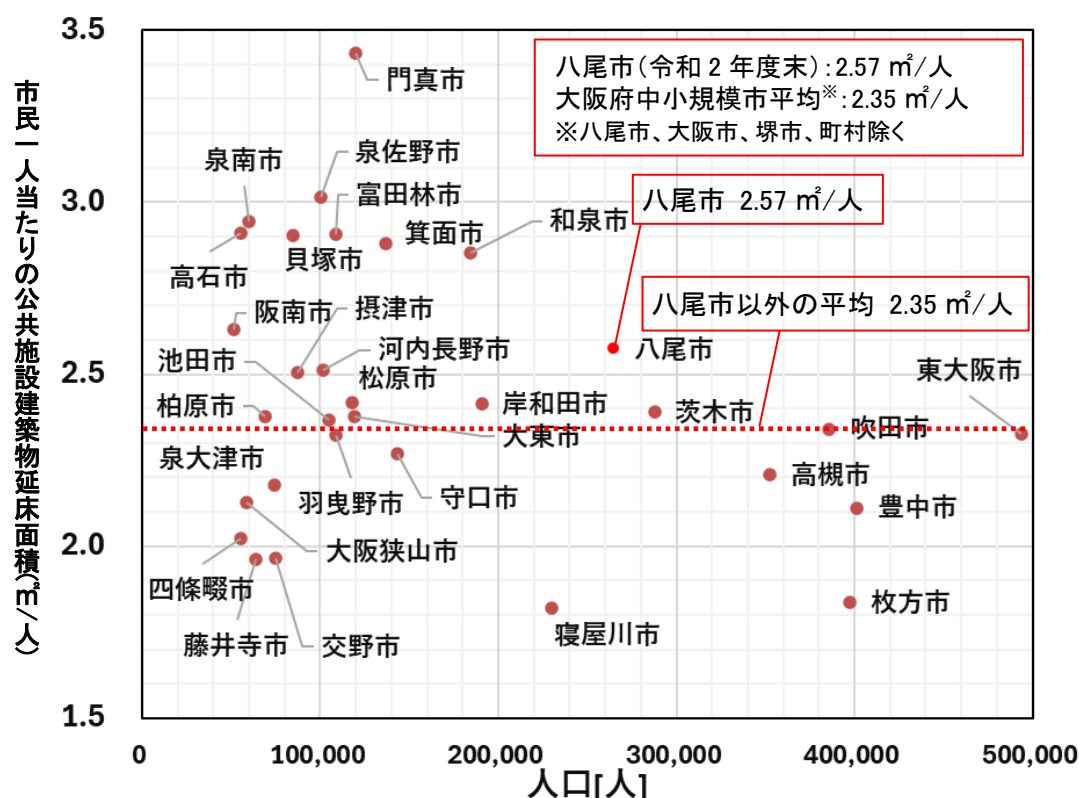 市民一人当たりの公共施設建築物延床面積(㎡/人)
3.5
3.0
2.5
2.0
1.5
八尾市(令和2年度末):2.57 ㎡/人
大阪府中小規模市平均※:2.35 ㎡/人
※八尾市、大阪市、堺市、町村除く
門真市
泉南市
泉佐野市
富田林市
箕面市
和泉市
八尾市 2.57 ㎡/人
高石市
貝塚市
八尾市以外の平均 2.35 ㎡/人
阪南市
摂津市
池田市
河内長野市
八尾市
松原市
東大阪市
柏原市
岸和田市
茨木市
大東市
吹田市
泉大津市
羽曳野市
守口市
高槻市
豊中市
大阪狭山市
四條畷市
藤井寺市
交野市
寝屋川市
枚方市
0
100,000
200,000
300,000
400,000
500,000
人口[人]